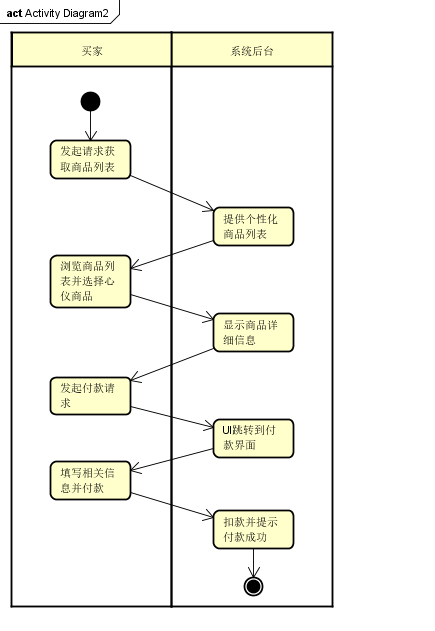 act Activity Diagram2
买家
系统后台
发起请求获
取商品列表
提供个性化
商品列表
浏览商品列
表并选择心
仪商品
显示商品详
细信息
发起付款请
求
UI跳转到付
款界面
填写相关信
息并付款
扣款并提示
付款成功